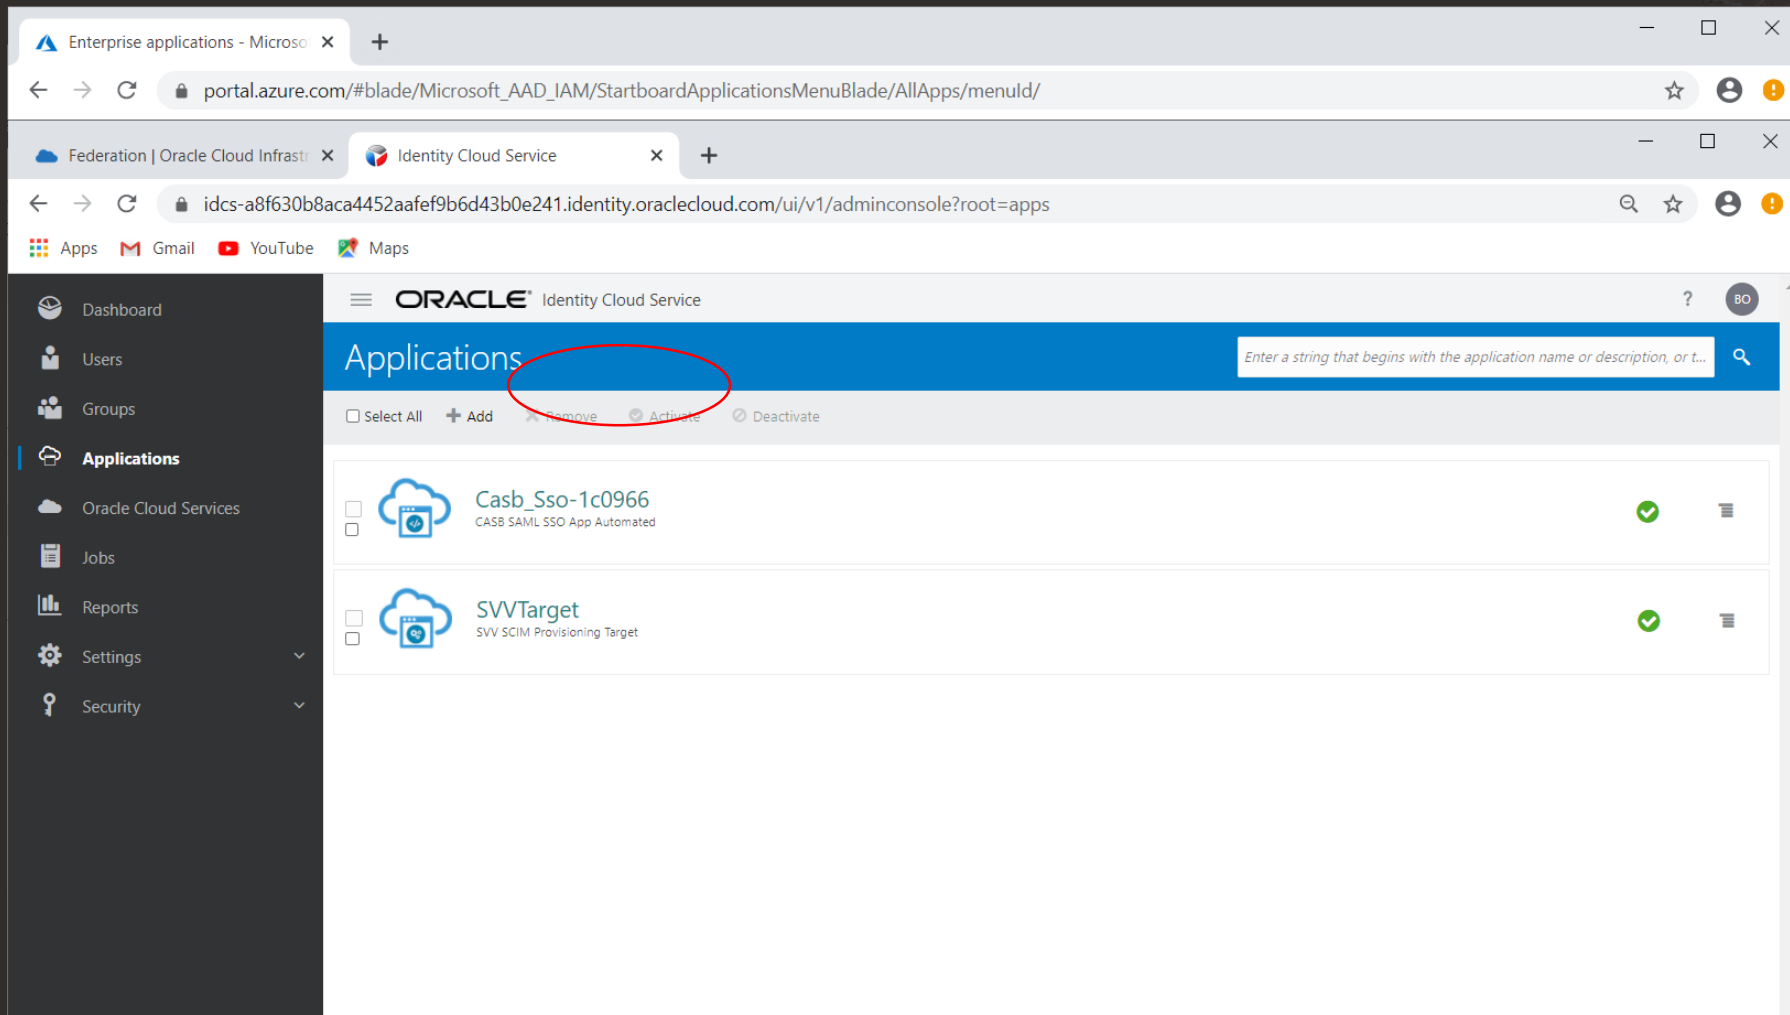 Enterprise applications - Microso
portal.azure.com/#blade/Microsoft_AAD_IAM/StartboardApplicationsMenuBlade/AllApps/menuId/
Federation | Oracle Cloud Infrastr
Identity Cloud Service
idcs-a8f630b8aca4452aafef9b6d43b0e241.identity.oraclecloud.com/ui/v1/adminconsole?root=apps
Apps Gmail YouTube Maps
Dashboard
Users
Groups
Applications
Oracle Cloud Services
Jobs
Reports
Settings
Security
ORACLE® Identity Cloud Service
? BO
Applications
Enter a string that begins with the application name or description, or t...
Select All Add Remove Activate Deactivate
Casb_Sso-1c0966
CASB SAML SSO App Automated
SVVTarget
SVV SCIM Provisioning Target